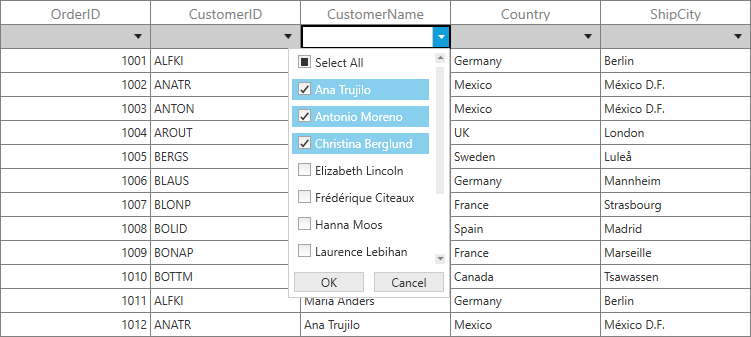 OrderID CustomerID CustomerName Country ShipCity
1001 ALFKI Germany Berlin
1002 ANATR Mexico México D.F.
1003 ANTON Mexico México D.F.
1004 AROUT UK London
1005 BERGS Sweden Luleå
1006 BLAUS Germany Mannheim
1007 BLONP France Strasbourg
1008 BOLID Spain Madrid
1009 BONAP France Marseille
1010 BOTTM Canada Tsawassen
1011 ALFKI Maria Anders Germany Berlin
1012 ANATR Ana Trujilo Mexico México D.F.
Select All
Ana Trujilo
Antonio Moreno
Christina Berglund
Elizabeth Lincoln
Frédérique Citeaux
Hanna Moos
Laurence Lebihan
OK Cancel